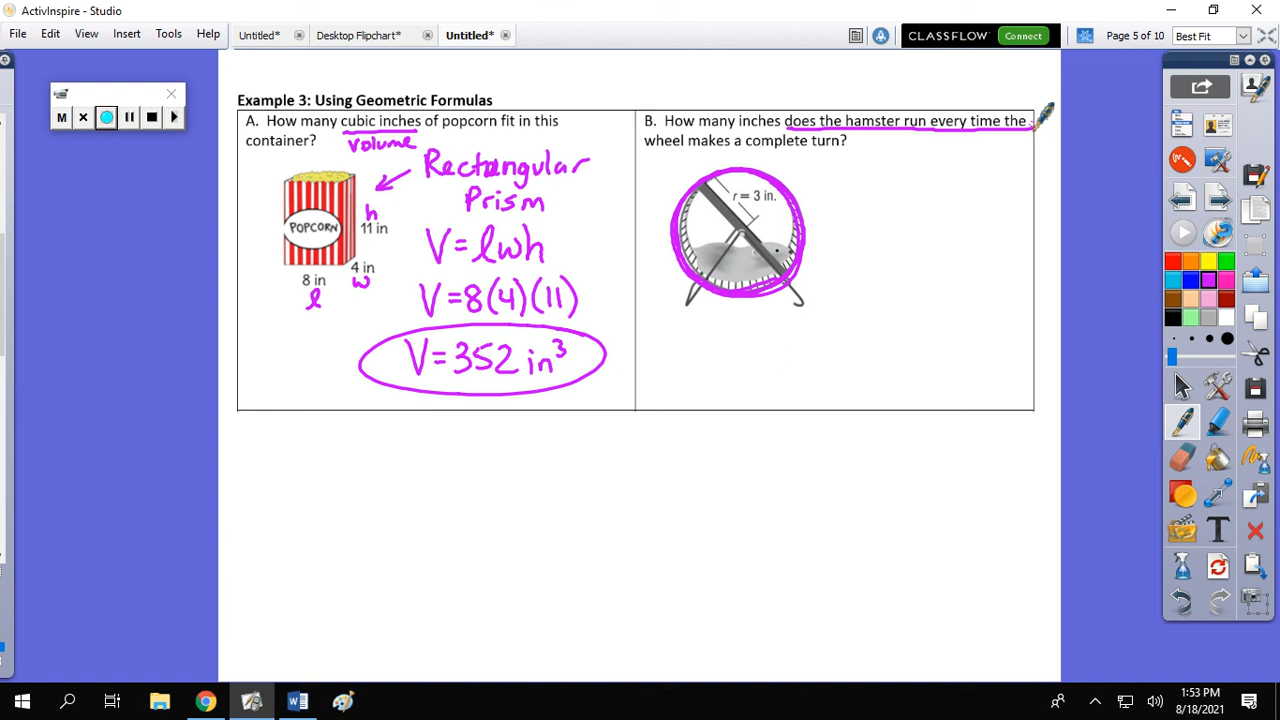 ActivInspire - Studio
File Edit View Insert Tools Help
Untitled* Desktop Flipchart* Untitled*
CLASSFLOW Connect
Page 5 of 10
Best Fit
M
Example 3: Using Geometric Formulas
A. How many cubic inches of popcorn fit in this
container?
volume
Rectangular
Prism
POPCORN
h
11 in
4 in
w
8 in
l
V = lwh
V = 8(4)(11)
V = 352 in³
B. How many inches does the hamster run every time the
wheel makes a complete turn?
r = 3 in.
T
1:53 PM
8/18/2021